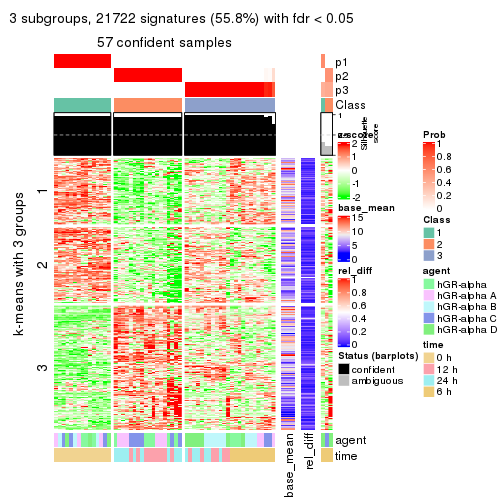 3 subgroups, 21722 signatures (55.8%) with fdr < 0.05
57 confident samples
p1
p2
p3
Class
1
Silhouette
score
k-means with 3 groups
1
2
3
z-score
2
1
0
-1
-2
base_mean
15
10
5
0
rel_diff
1
0.8
0.6
0.4
0.2
0
Status (barplots)
confident
ambiguous
Prob
1
0.8
0.6
0.4
0.2
0
Class
1
2
3
agent
hGR-alpha
hGR-alpha A
hGR-alpha B
hGR-alpha C
hGR-alpha D
time
0 h
12 h
24 h
6 h
agent
time
base_mean
rel_diff